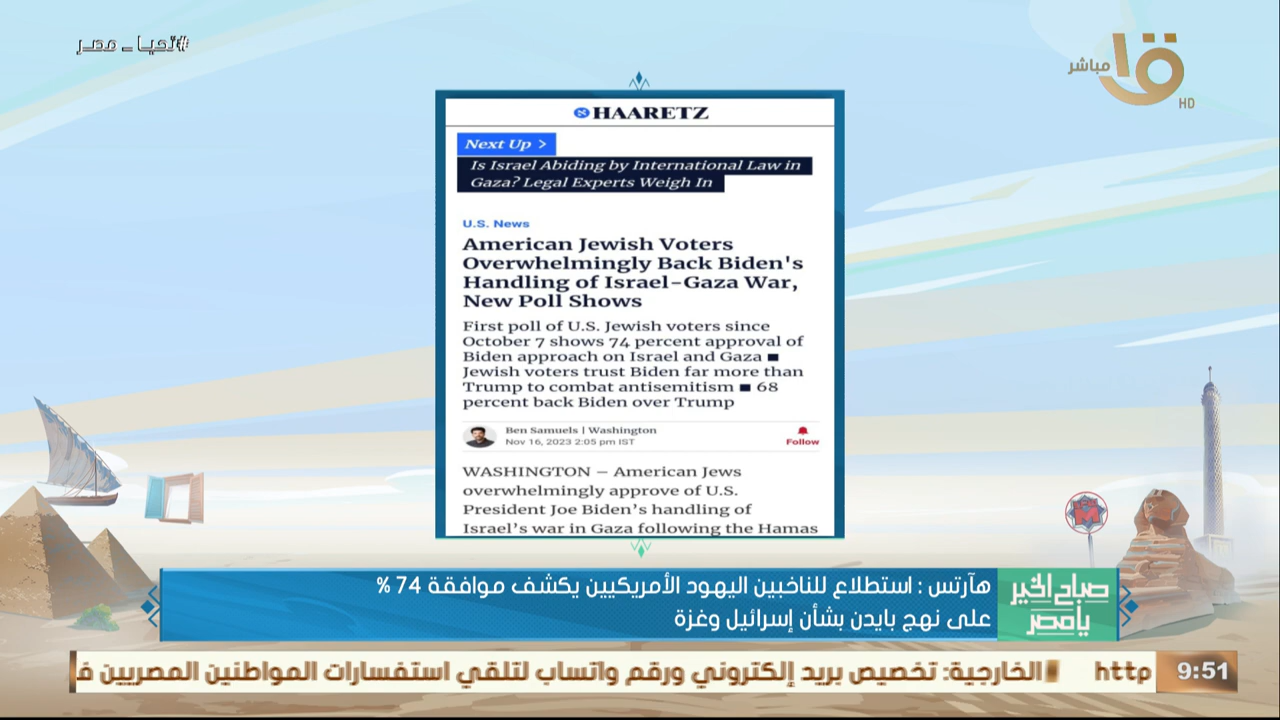 #تحيا_مصر
مباشر
HD
HAARETZ
Next Up >
Is Israel Abiding by International Law in
Gaza? Legal Experts Weigh In
U.S. News
American Jewish Voters
Overwhelmingly Back Biden's
Handling of Israel-Gaza War,
New Poll Shows
First poll of U.S. Jewish voters since
October 7 shows 74 percent approval of
Biden approach on Israel and Gaza ■
Jewish voters trust Biden far more than
Trump to combat antisemitism ■ 68
percent back Biden over Trump
Ben Samuels | Washington
Nov 16, 2023 2:05 pm IST
Follow
WASHINGTON – American Jews
overwhelmingly approve of U.S.
President Joe Biden's handling of
Israel's war in Gaza following the Hamas
M
صباح الخير
يا مصر
هآرتس : استطلاع للناخبين اليهود الأمريكيين يكشف موافقة 74 %
على نهج بايدن بشأن إسرائيل وغزة
9:51
http
الخارجية: تخصيص بريد إلكتروني ورقم واتساب لتلقي استفسارات المواطنين المصريين ف